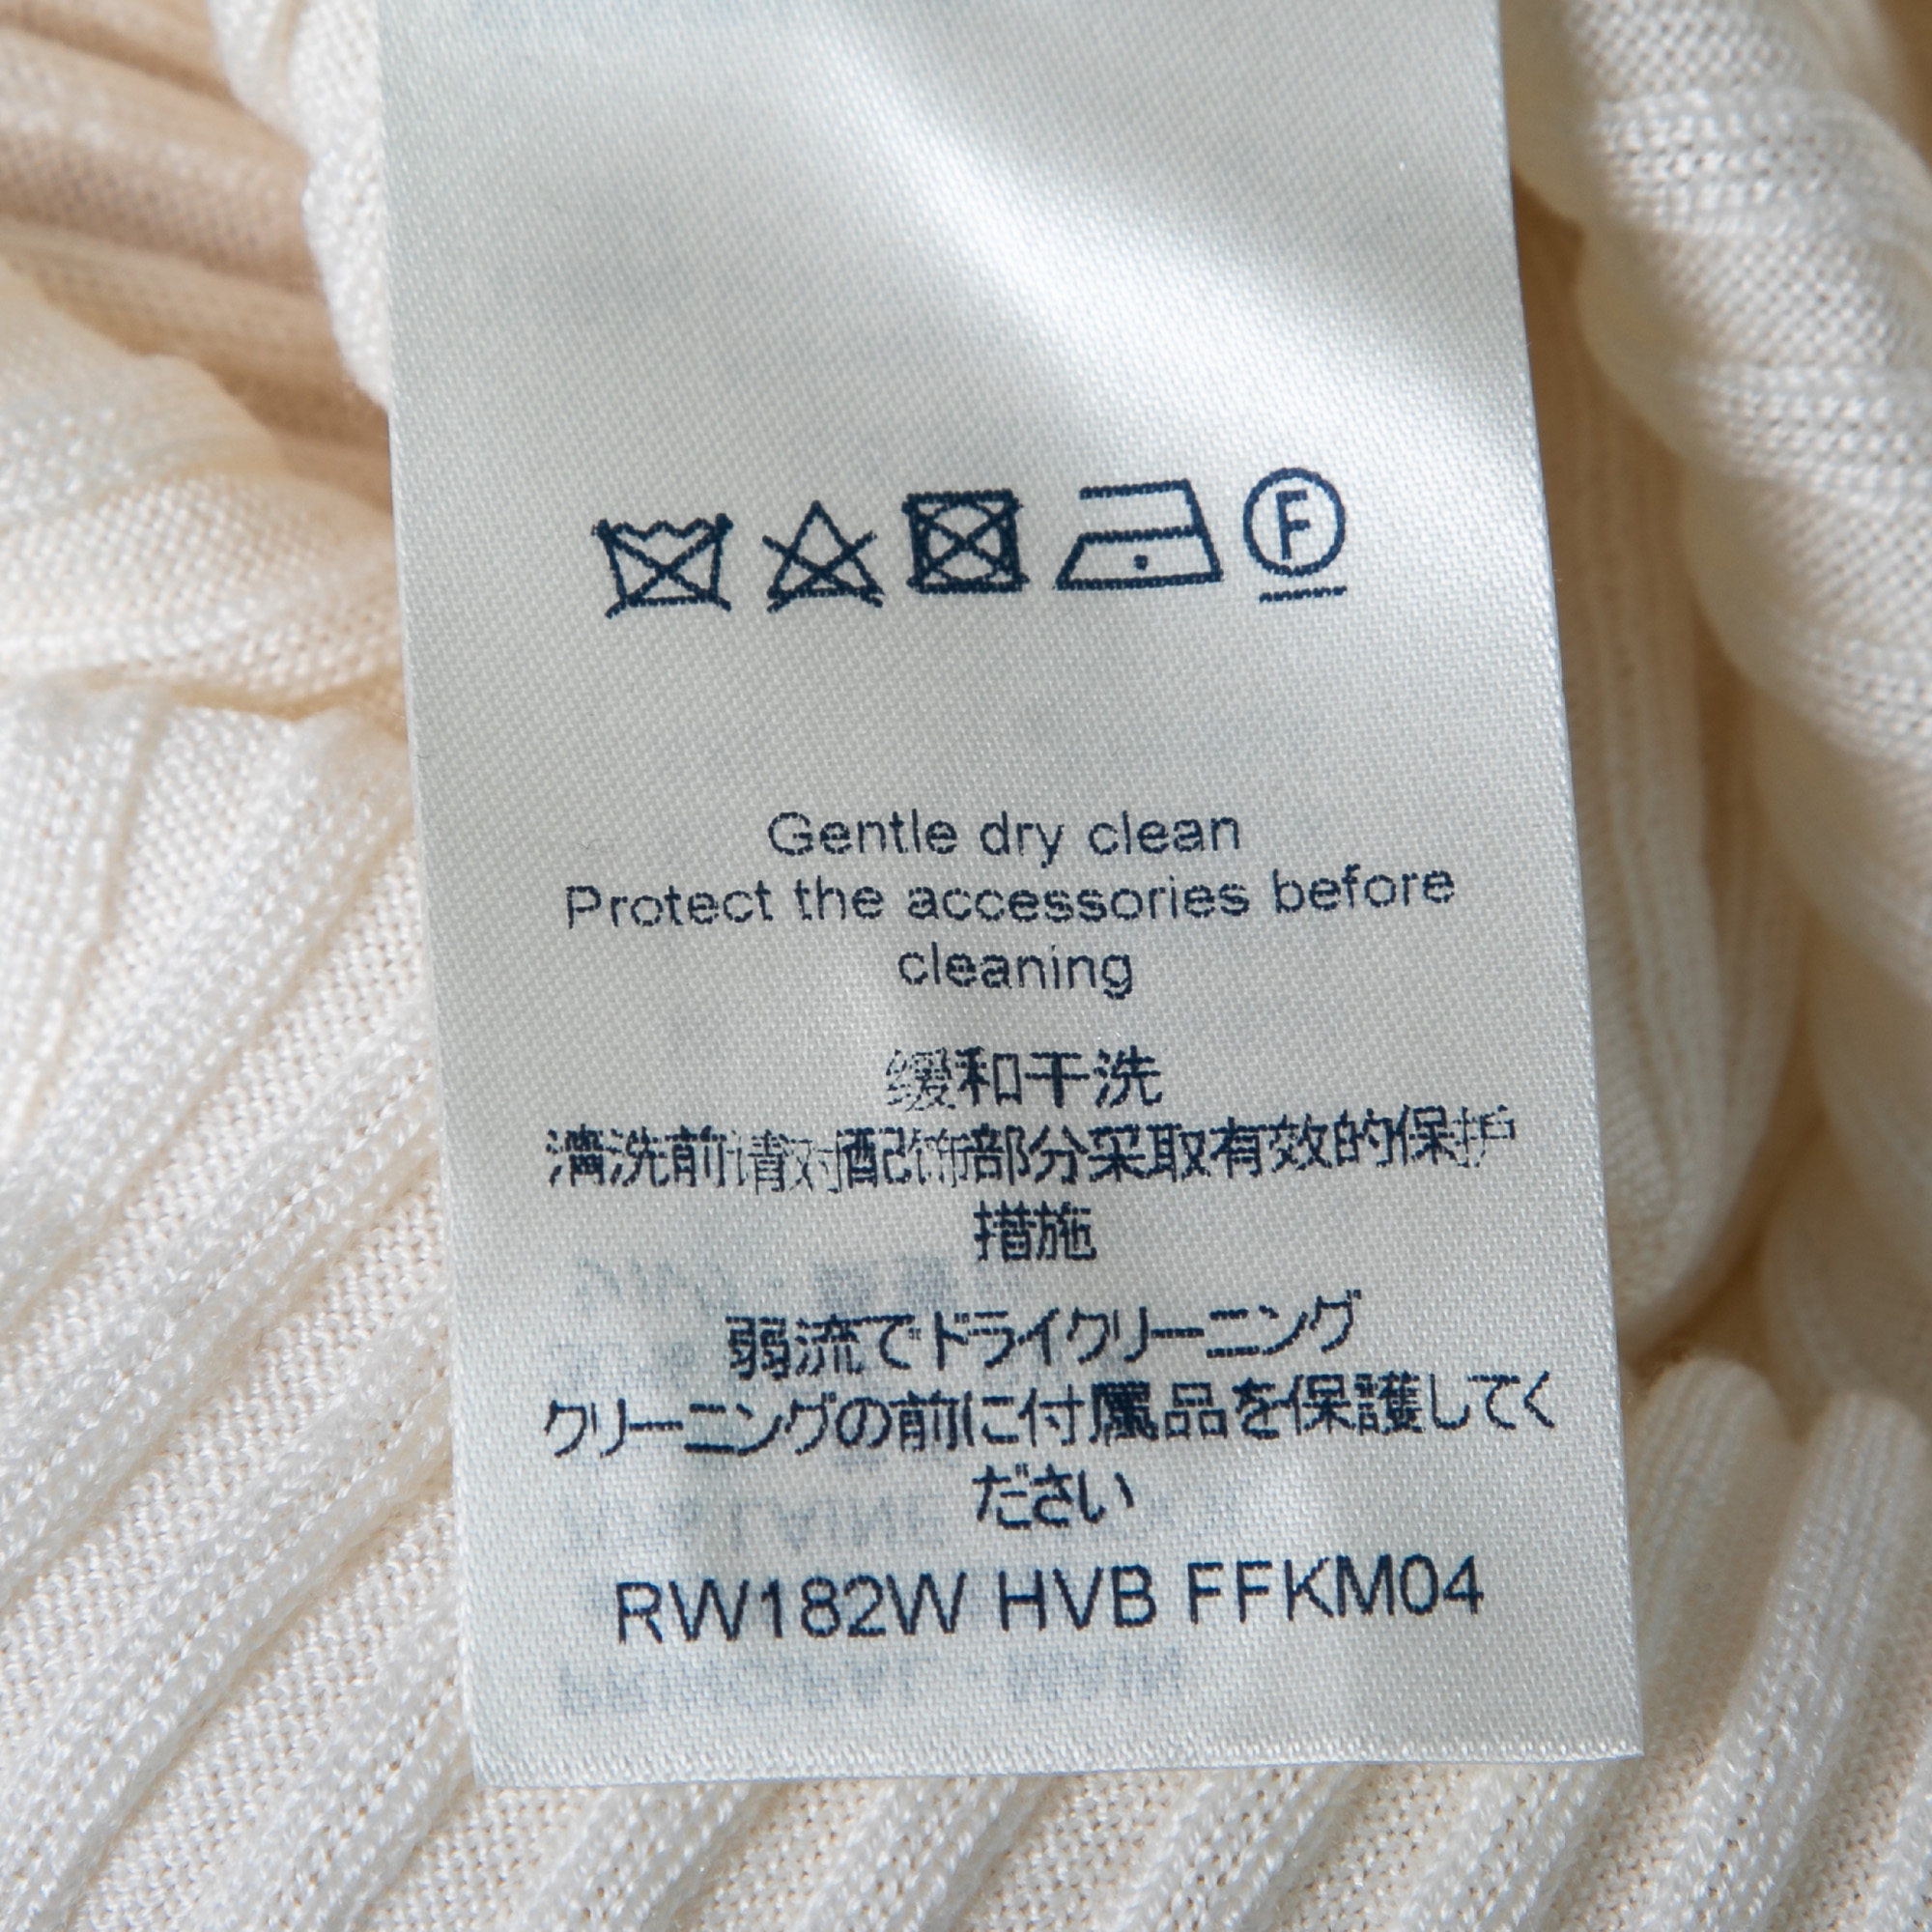 F
Gentle dry clean
Protect the accessories before
cleaning
缓和干洗
清洗前请对配饰部分采取有效的保护
措施
弱流でドライクリーニング
クリーニングの前に付属品を保護してく
ださい
RW182W HVB FFKM04